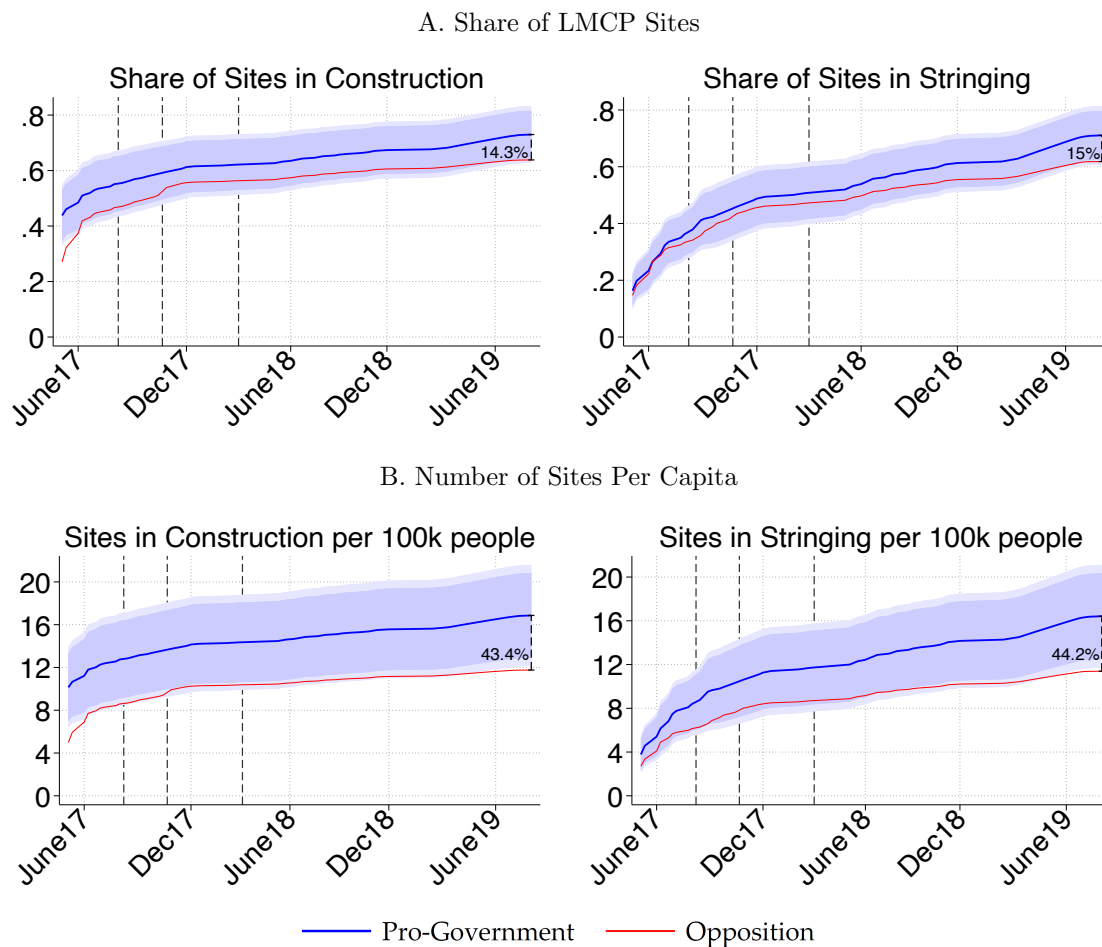 A. Share of LMCP Sites
Share of Sites in Construction
.8
.6
.4
.2
0
14.3%
June17
Dec17
June18
Dec18
June19
Share of Sites in Stringing
.8
.6
.4
.2
0
15%
June17
Dec17
June18
Dec18
June19
B. Number of Sites Per Capita
Sites in Construction per 100k people
20
16
12
8
4
0
43.4%
June17
Dec17
June18
Dec18
June19
Sites in Stringing per 100k people
20
16
12
8
4
0
44.2%
June17
Dec17
June18
Dec18
June19
Pro-Government Opposition